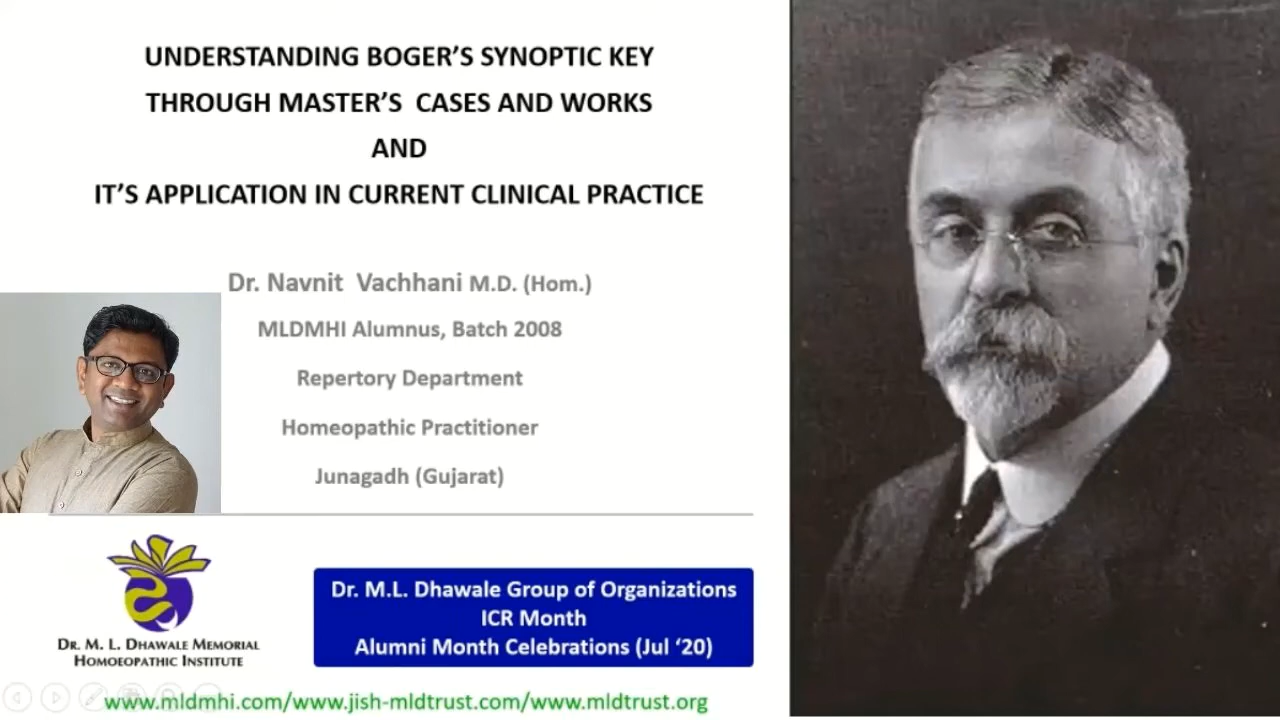 UNDERSTANDING BOGER’S SYNOPTIC KEY
THROUGH MASTER’S CASES AND WORKS
AND
IT’S APPLICATION IN CURRENT CLINICAL PRACTICE
Dr. Navnit Vachhani M.D. (Hom.)
MLDMHI Alumnus, Batch 2008
Repertory Department
Homeopathic Practitioner
Junagadh (Gujarat)
DR. M. L. DHAWALE MEMORIAL
HOMOEOPATHIC INSTITUTE
Dr. M.L. Dhawale Group of Organizations
ICR Month
Alumni Month Celebrations (Jul ‘20)
www.mldmhi.com/www.jish-mldtrust.com/www.mldtrust.org